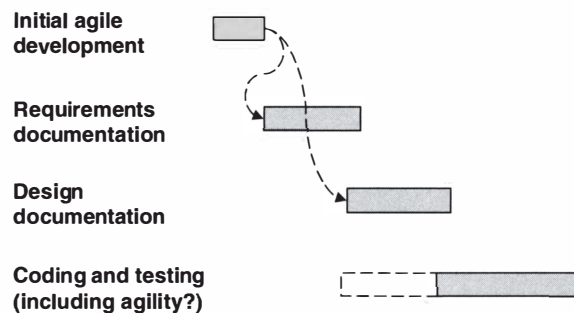 Initial agile
development
Requirements
documentation
Design
documentation
Coding and testing
(including agility?)